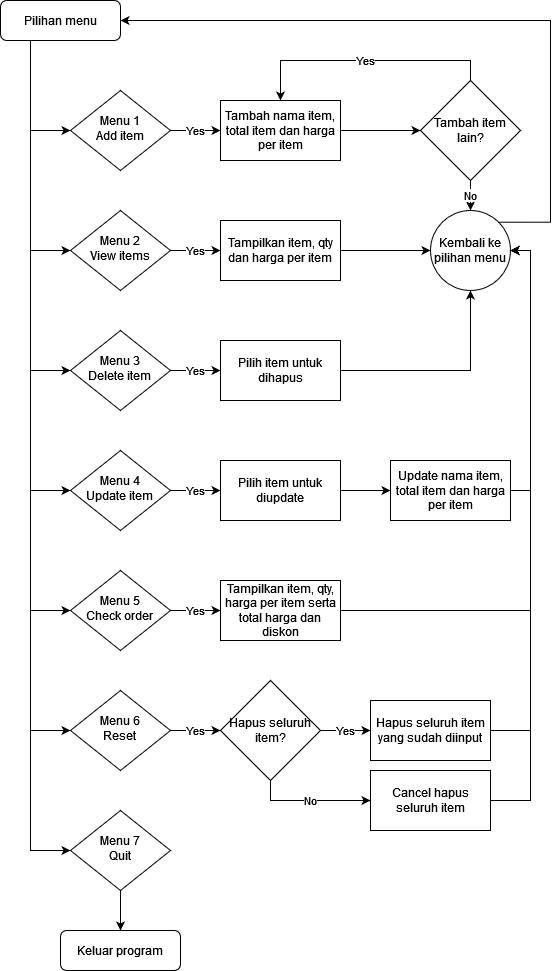 Pilihan menu
Yes
Menu 1
Add item
Yes
Tambah nama item,
total item dan harga
per item
Tambah item
lain?
No
Menu 2
View items
Yes
Tampilkan item, qty
dan harga per item
Kembali ke
pilihan menu
Menu 3
Delete item
Yes
Pilih item untuk
dihapus
Menu 4
Update item
Yes
Pilih item untuk
diupdate
Update nama item,
total item dan harga
per item
Menu 5
Check order
Yes
Tampilkan item, qty,
harga per item serta
total harga dan
diskon
Menu 6
Reset
Yes
Hapus seluruh
item?
Yes
Hapus seluruh item
yang sudah diinput
No
Cancel hapus
seluruh item
Menu 7
Quit
Keluar program